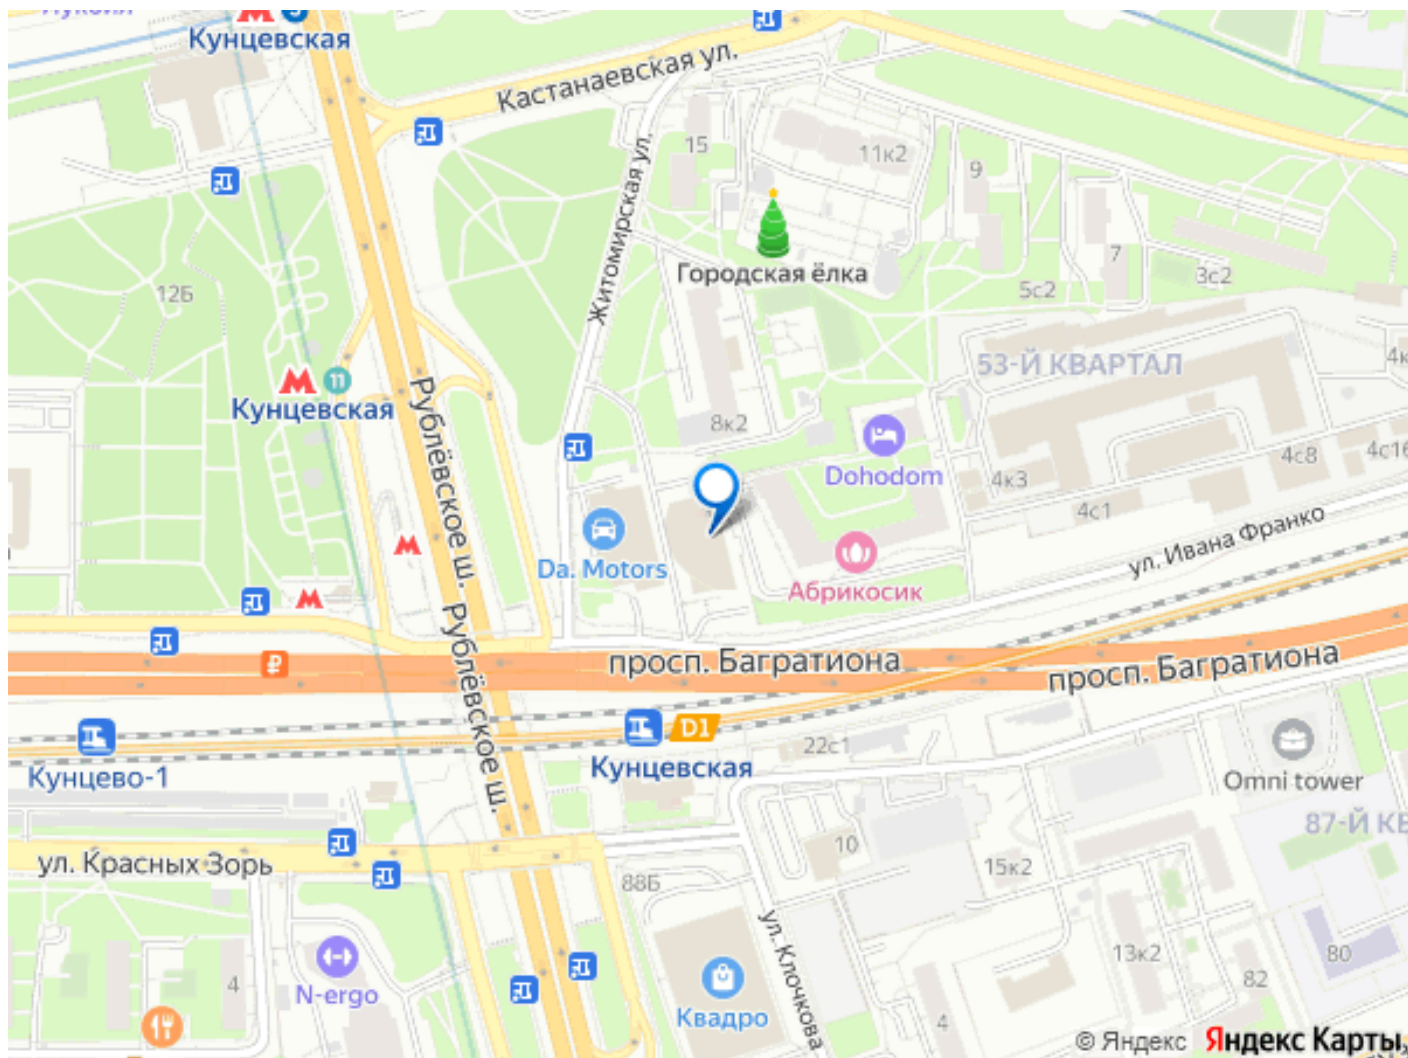 Кунцевская
Кастанаевская ул.
15
11к2
9
Житомирская ул.
7
Городская ёлка
3с2
5с2
12Б
53-Й КВАРТАЛ
11
Кунцевская
Рублёвское ш.
8к2
Dohodom
4к3
4с8
4с16
4с1
ул. Ивана Франко
Da. Motors
Абрикосик
Рублёвское ш.
просп. Багратиона
просп. Багратиона
D1
Кунцевская
Кунцево-1
22с1
Omni tower
ул. Красных Зорь
10
15к2
88Б
ул. Клочкова
13к2
80
82
4
N-ergo
Квадро
4
© Яндекс Яндекс Карты